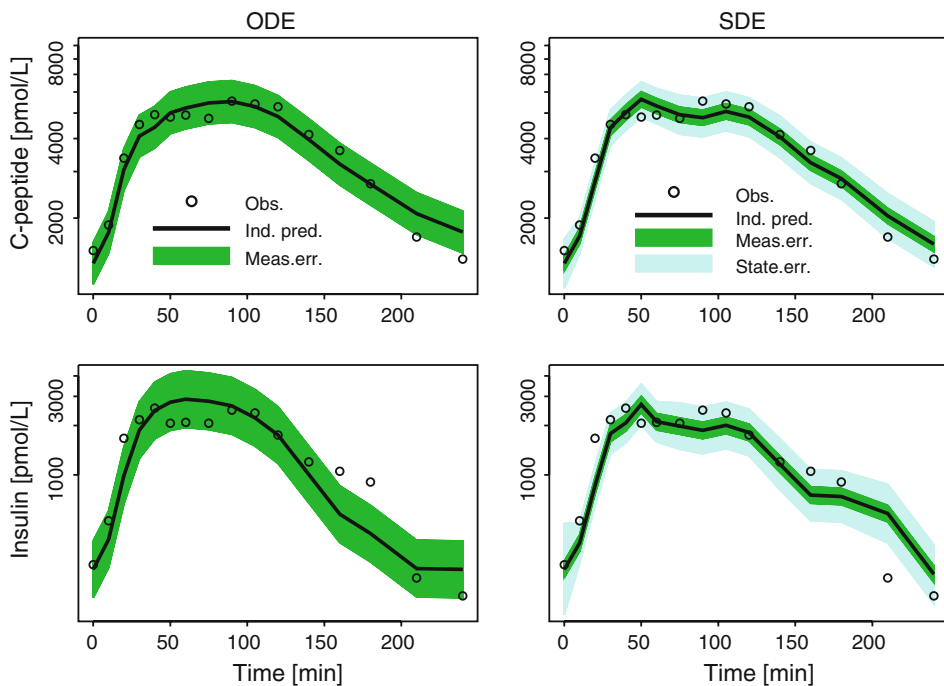 ODE
SDE
C-peptide [pmol/L]
2000 4000 8000
Obs.
Ind. pred.
Meas.err.
0 50 100 150 200
Obs.
Ind. pred.
Meas.err.
State.err.
0 50 100 150 200
2000 4000 8000
Insulin [pmol/L]
1000 3000
0 50 100 150 200
Time [min]
1000 3000
0 50 100 150 200
Time [min]